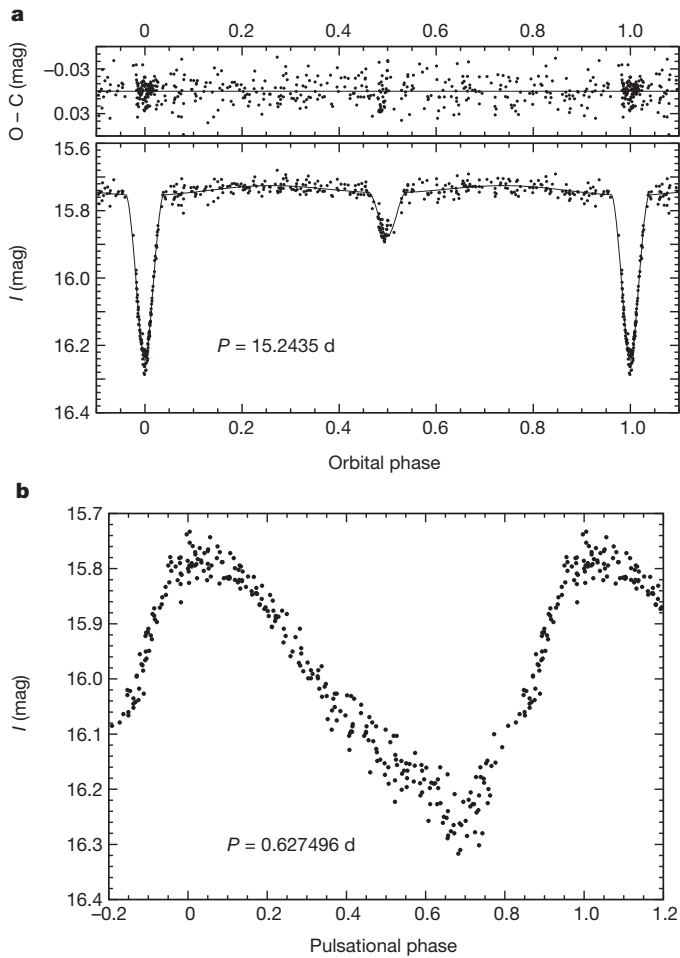 a
0 0.2 0.4 0.6 0.8 1.0
O – C (mag)
−0.03
0.03
15.6
15.8
16.0
16.2
16.4
I (mag)
P = 15.2435 d
0 0.2 0.4 0.6 0.8 1.0
Orbital phase
b
15.7
15.8
15.9
16.0
16.1
16.2
16.3
16.4
I (mag)
P = 0.627496 d
−0.2 0 0.2 0.4 0.6 0.8 1.0 1.2
Pulsational phase